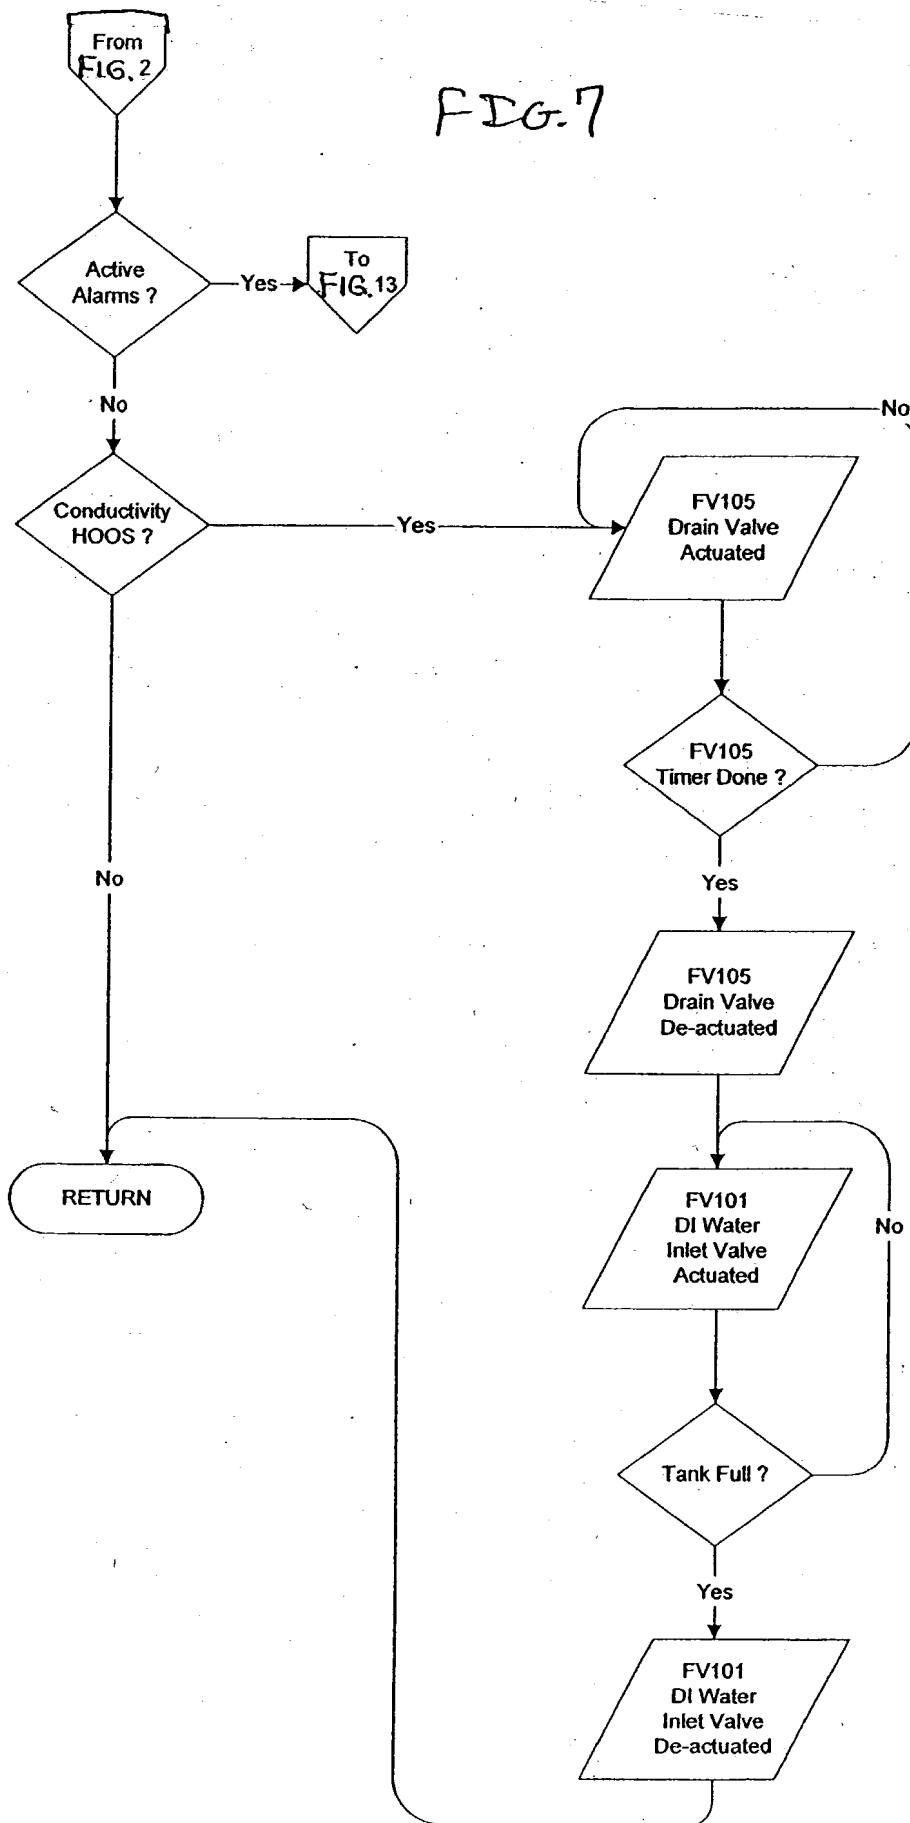 From
FIG. 2
FIG. 7
Active
Alarms ?
Yes
To
FIG. 13
No
Conductivity
HOOS ?
Yes
No
FV105
Drain Valve
Actuated
FV105
Timer Done ?
Yes
No
FV105
Drain Valve
De-actuated
RETURN
FV101
DI Water
Inlet Valve
Actuated
No
Tank Full ?
Yes
FV101
DI Water
Inlet Valve
De-actuated